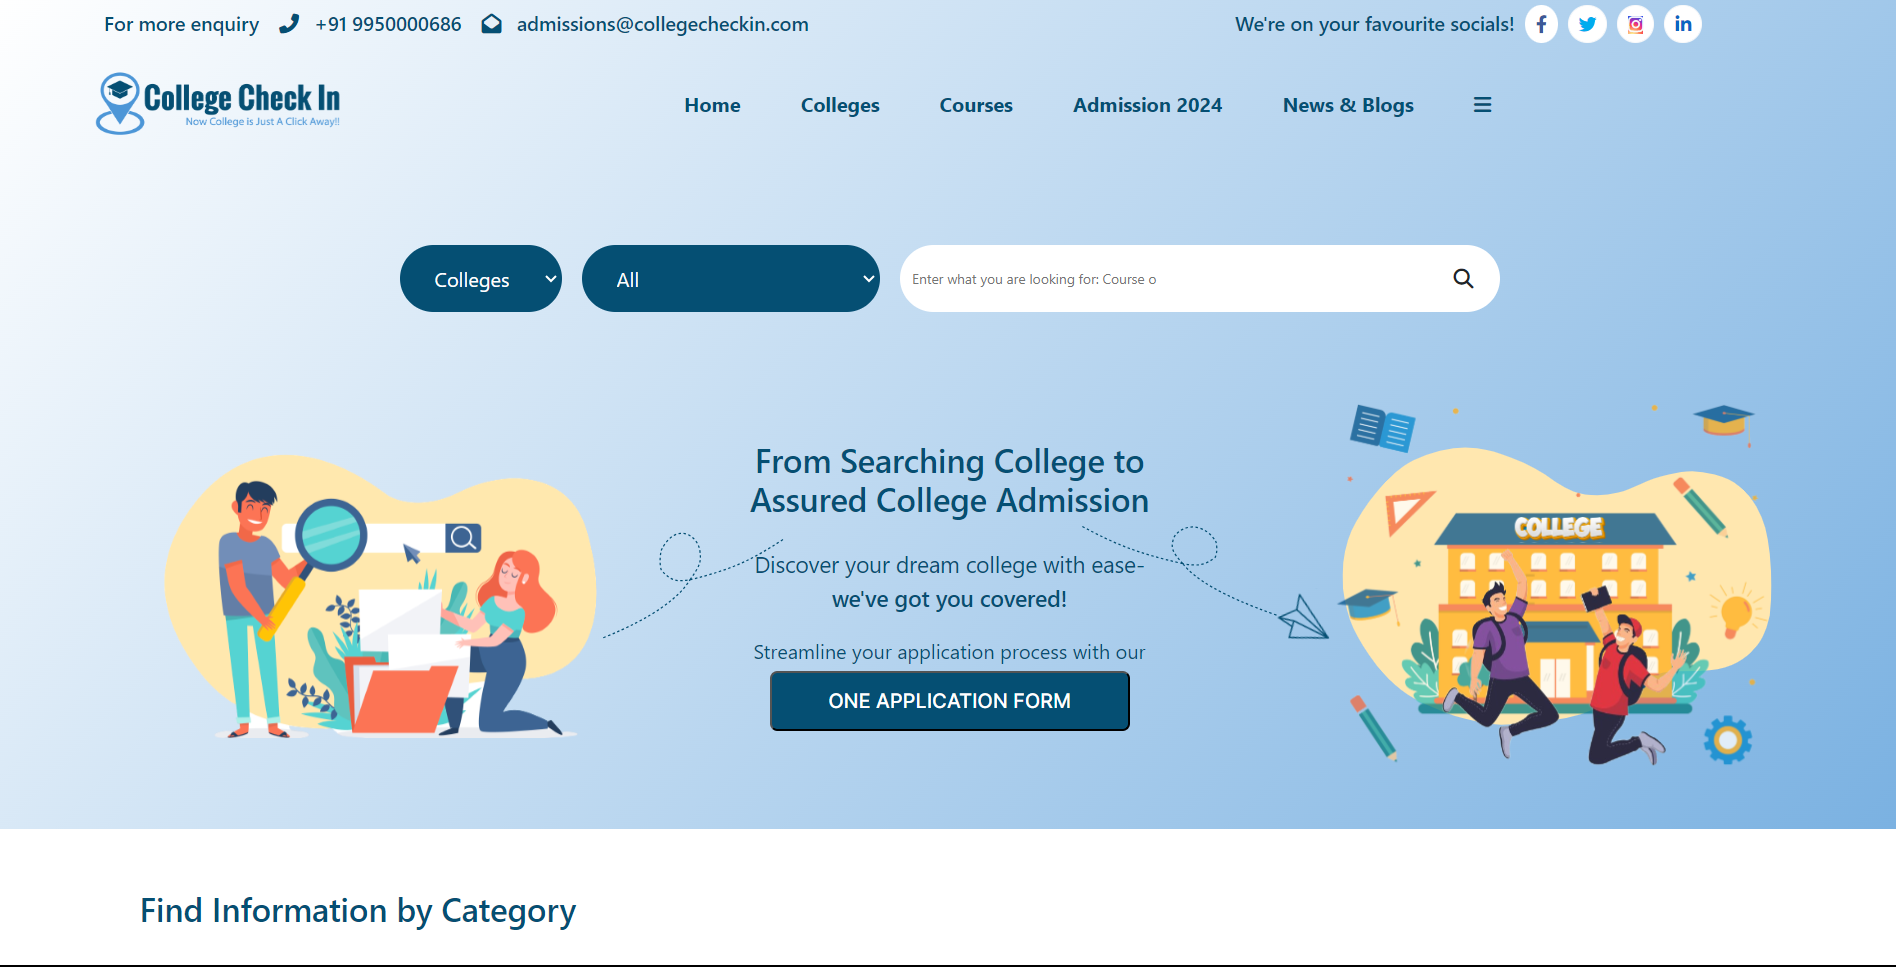 For more enquiry +91 9950000686 admissions@collegecheckin.com We're on your favourite socials!
College Check In
Now College is Just A Click Away!!
Home Colleges Courses Admission 2024 News & Blogs
Colleges All Enter what you are looking for: Course o
From Searching College to
Assured College Admission
COLLEGE
Discover your dream college with ease-
we've got you covered!
Streamline your application process with our
ONE APPLICATION FORM
Find Information by Category